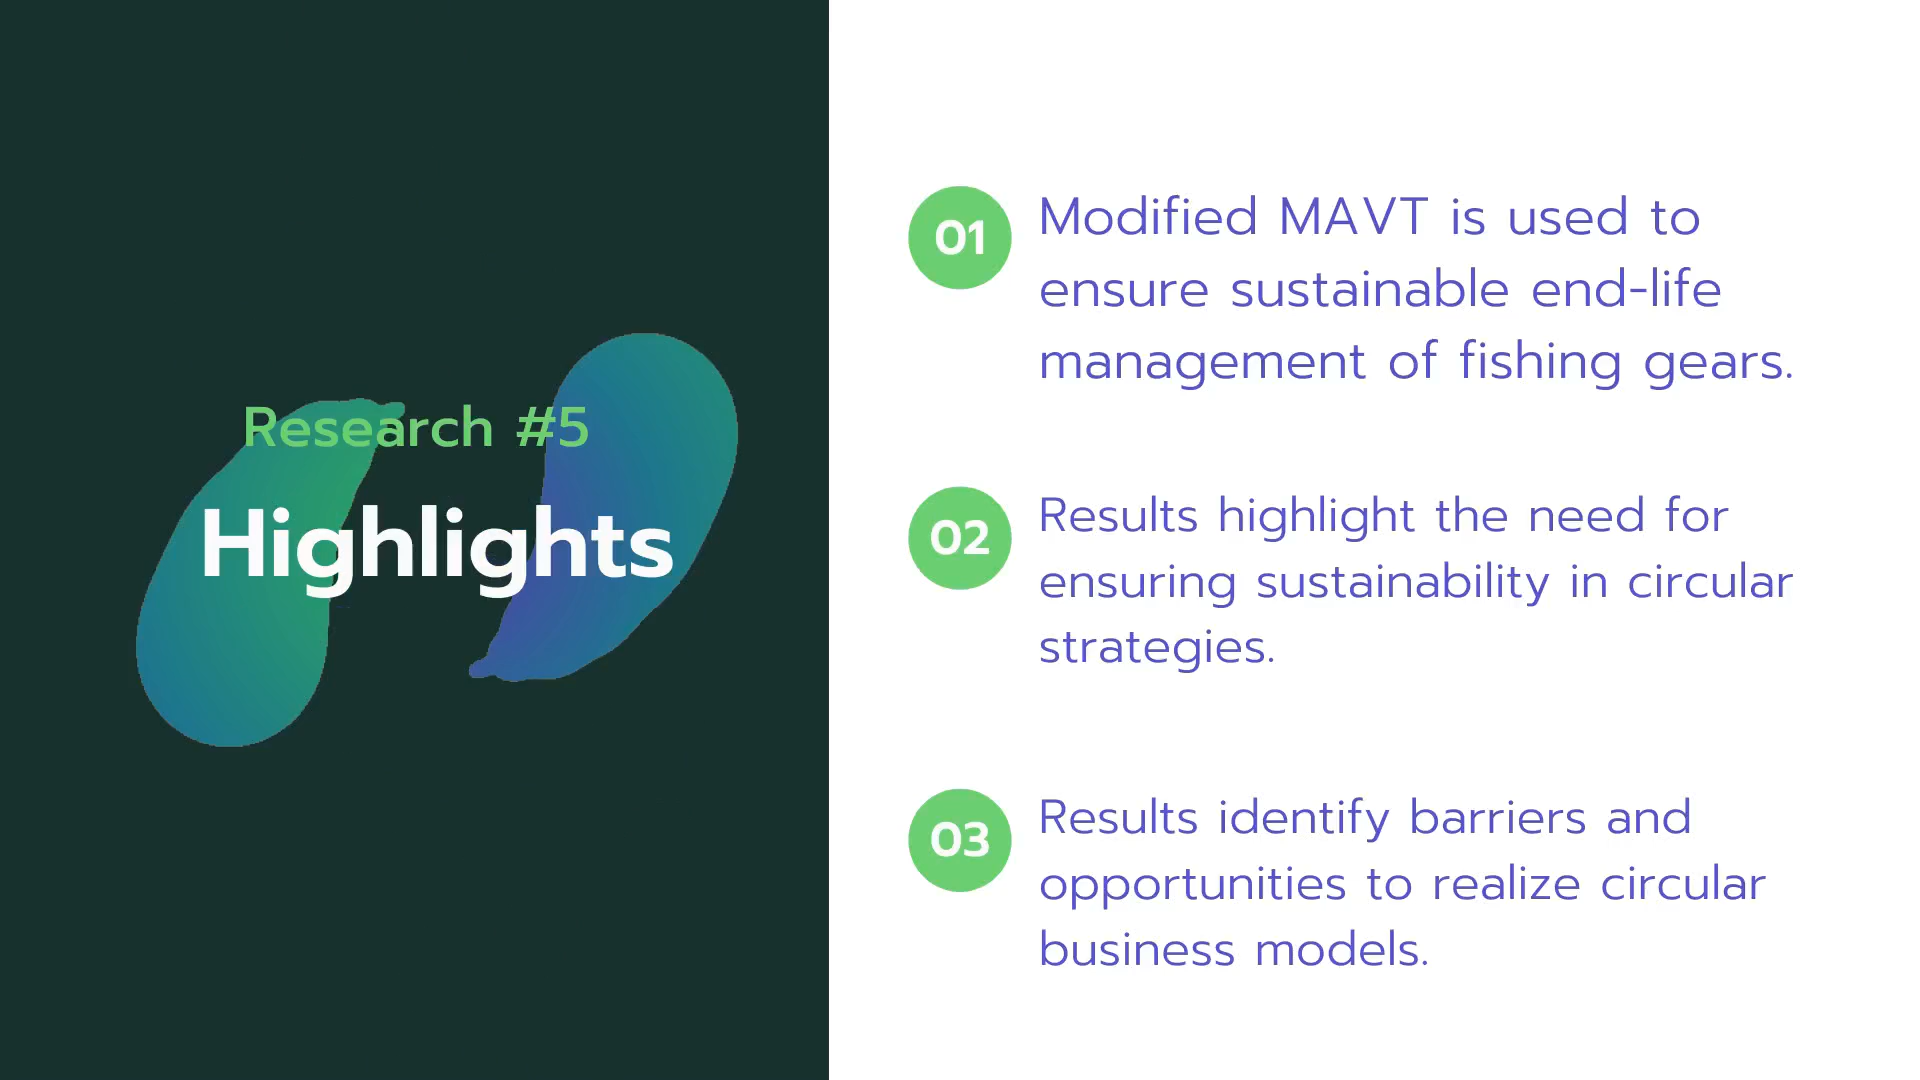 Research #5
Highlights
01
Modified MAVT is used to
ensure sustainable end-life
management of fishing gears.
02
Results highlight the need for
ensuring sustainability in circular
strategies.
03
Results identify barriers and
opportunities to realize circular
business models.